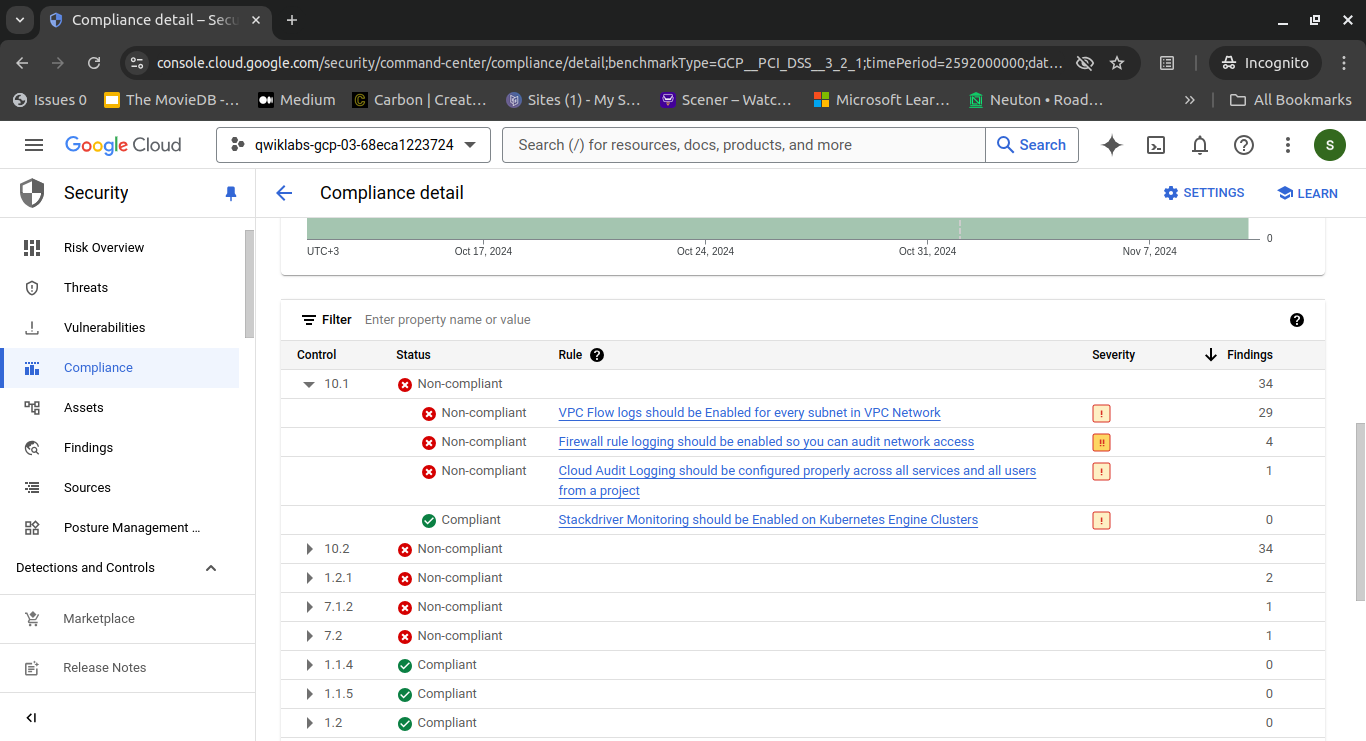 Compliance detail – Secu
console.cloud.google.com/security/command-center/compliance/detail;benchmarkType=GCP__PCI_DSS__3_2_1;timePeriod=2592000000;dat…
Incognito
Issues 0
The MovieDB -…
Medium
Carbon | Creat…
Sites (1) - My S…
Scener – Watc…
Microsoft Lear…
Neuton • Road…
»
All Bookmarks
Google Cloud
qwiklabs-gcp-03-68eca1223724
Search (/) for resources, docs, products, and more
Search
S
Security
Compliance detail
SETTINGS
LEARN
Risk Overview
Threats
Vulnerabilities
Compliance
Assets
Findings
Sources
Posture Management …
Detections and Controls
Marketplace
Release Notes
0
UTC+3 Oct 17, 2024 Oct 24, 2024 Oct 31, 2024 Nov 7, 2024
Filter Enter property name or value
Control Status Rule Severity Findings
10.1 Non-compliant 34
Non-compliant VPC Flow logs should be Enabled for every subnet in VPC Network ! 29
Non-compliant Firewall rule logging should be enabled so you can audit network access !! 4
Non-compliant Cloud Audit Logging should be configured properly across all services and all users ! 1
from a project
Compliant Stackdriver Monitoring should be Enabled on Kubernetes Engine Clusters ! 0
10.2 Non-compliant 34
1.2.1 Non-compliant 2
7.1.2 Non-compliant 1
7.2 Non-compliant 1
1.1.4 Compliant 0
1.1.5 Compliant 0
1.2 Compliant 0